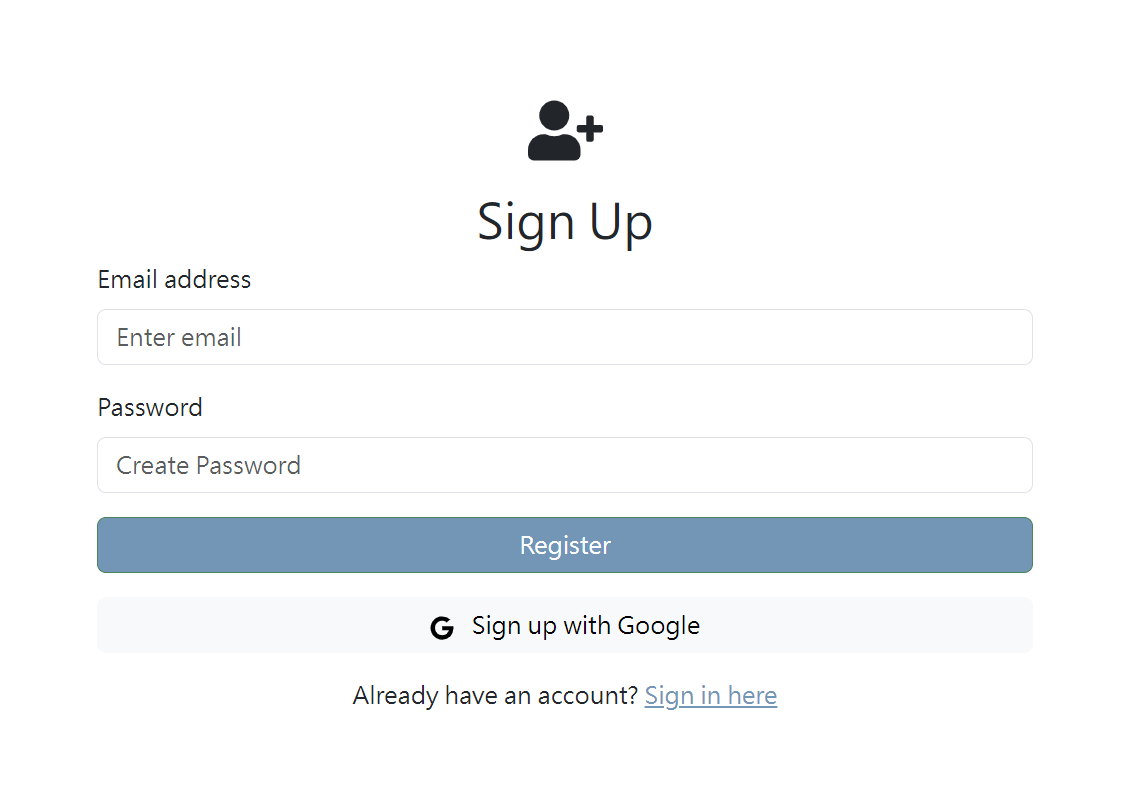 Sign Up
Email address
Enter email
Password
Create Password
Register
Sign up with Google
Already have an account? Sign in here